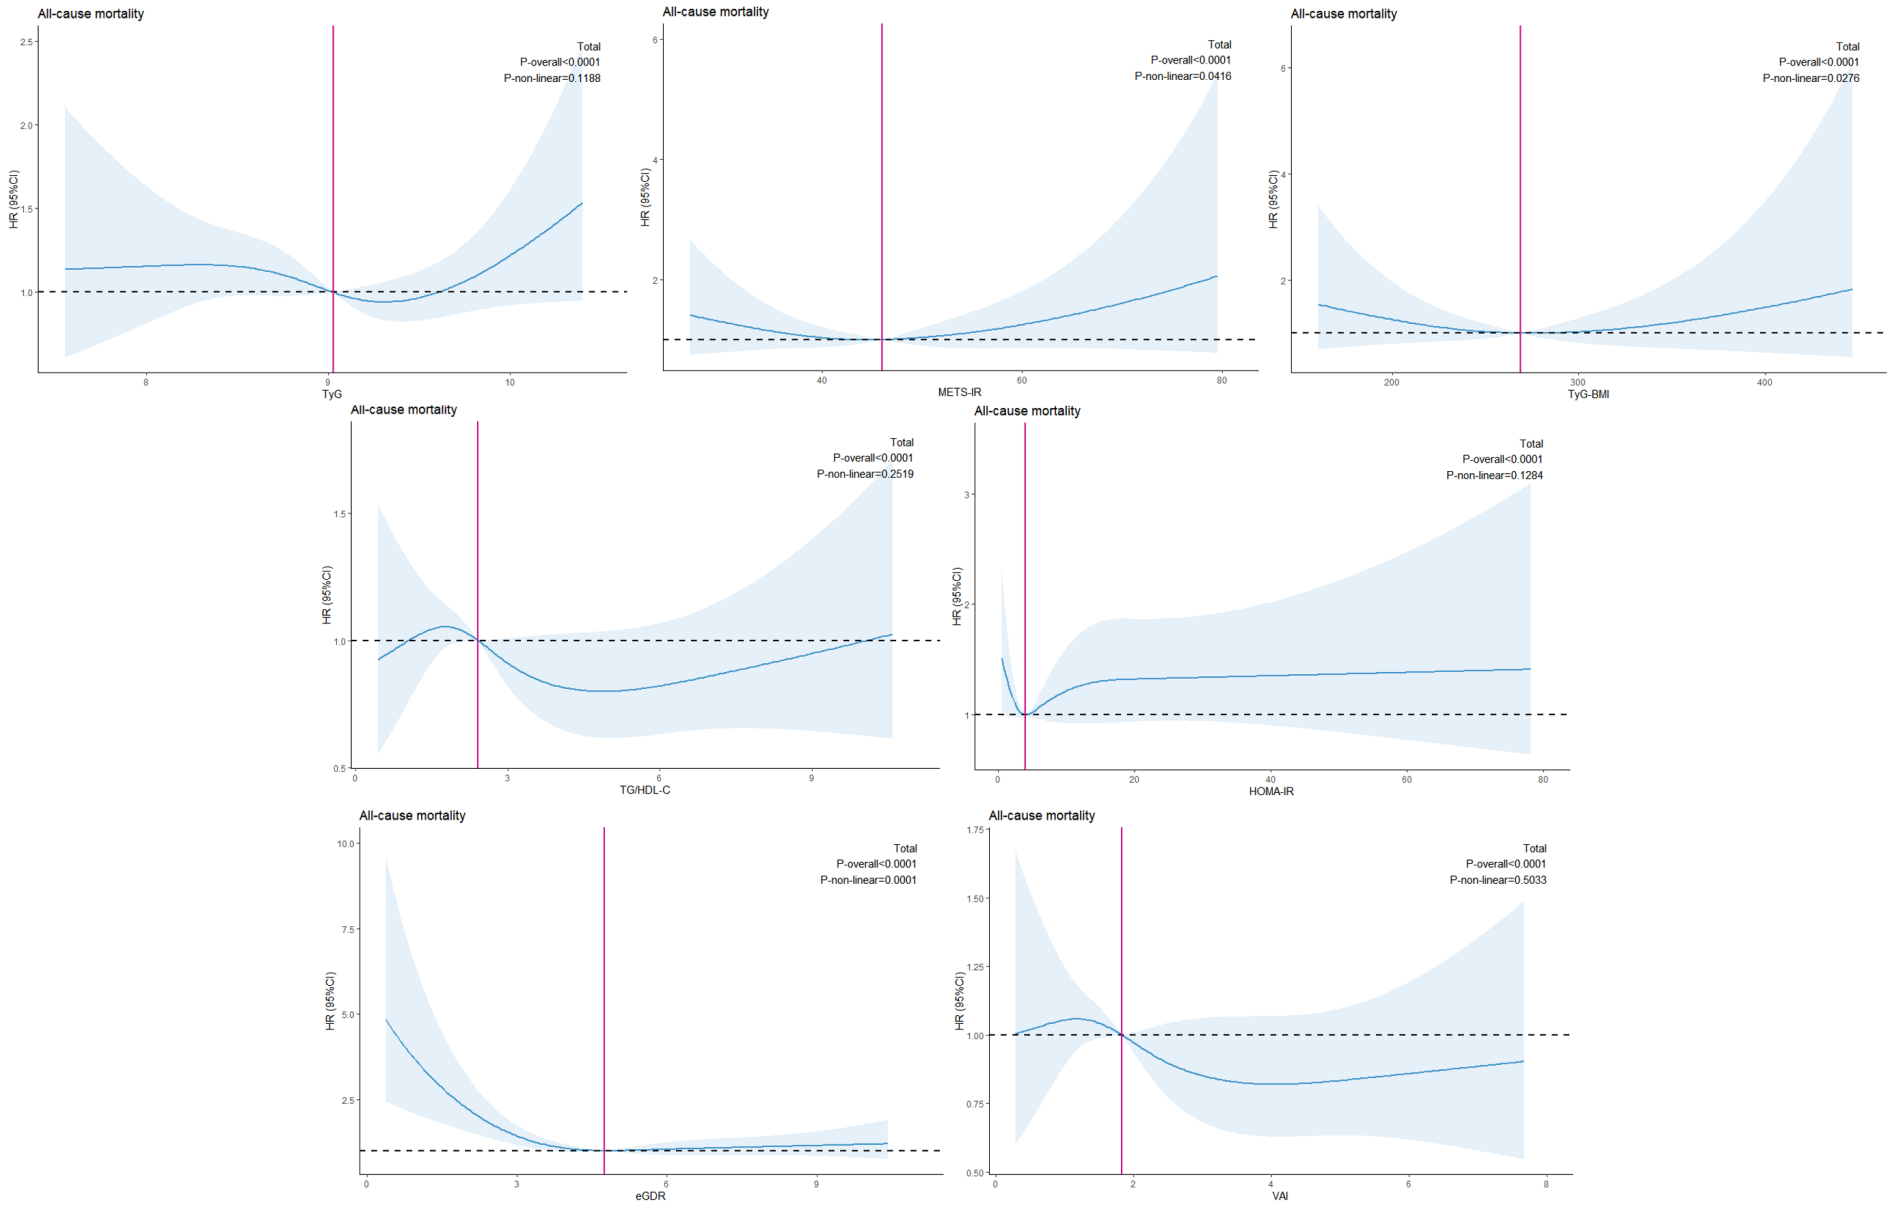 All-cause mortality
Total
P-overall<0.0001
P-non-linear=0.1188
HR (95%CI)
2.5
2.0
1.5
1.0
8
9
10
TyG
All-cause mortality
Total
P-overall<0.0001
P-non-linear=0.0416
HR (95%CI)
6
4
2
40
60
80
METS-IR
All-cause mortality
Total
P-overall<0.0001
P-non-linear=0.0276
HR (95%CI)
6
4
2
200
300
400
TyG-BMI
All-cause mortality
Total
P-overall<0.0001
P-non-linear=0.2519
HR (95%CI)
1.5
1.0
0.5
0
3
6
9
TG/HDL-C
All-cause mortality
Total
P-overall<0.0001
P-non-linear=0.1284
HR (95%CI)
3
2
1
0
20
40
60
80
HOMA-IR
All-cause mortality
Total
P-overall<0.0001
P-non-linear=0.0001
HR (95%CI)
10.0
7.5
5.0
2.5
0
3
6
9
eGDR
All-cause mortality
Total
P-overall<0.0001
P-non-linear=0.5033
HR (95%CI)
1.75
1.50
1.25
1.00
0.75
0.50
0
2
4
6
8
VAI